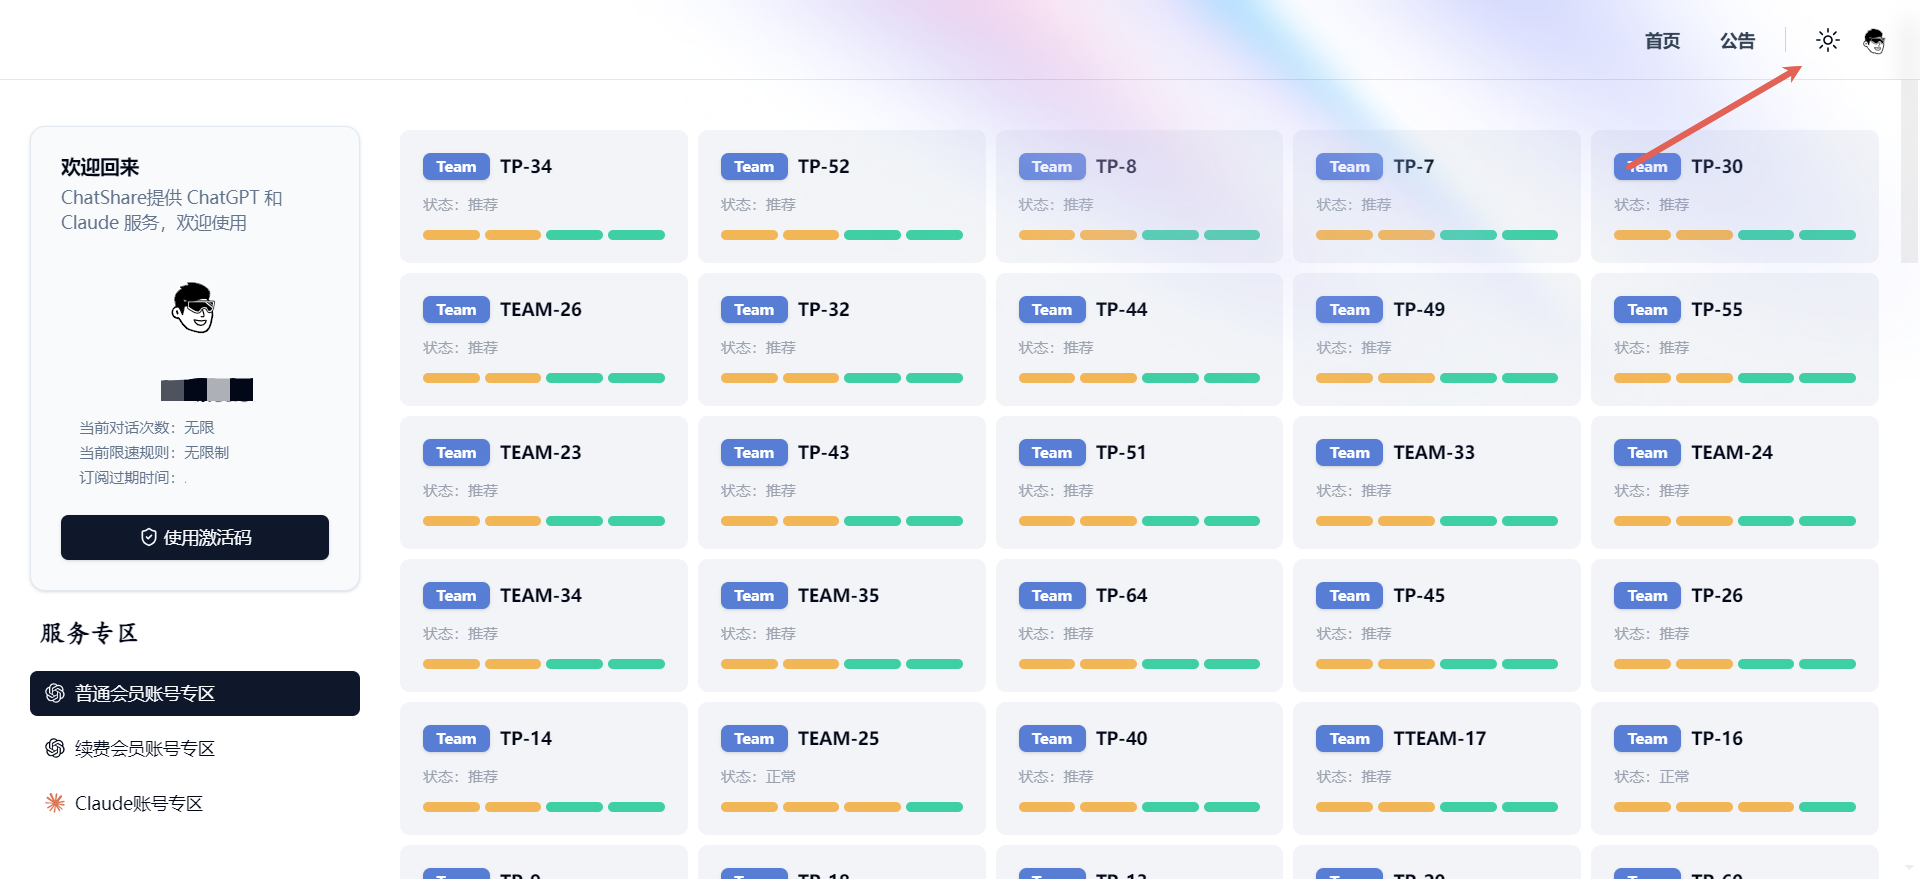 首页 公告
欢迎回来
ChatShare提供 ChatGPT 和
Claude 服务，欢迎使用
当前对话次数：无限
当前限速规则：无限制
订阅过期时间：.
使用激活码
服务专区
普通会员账号专区
续费会员账号专区
Claude账号专区
Team TP-34
状态：推荐
Team TP-52
状态：推荐
Team TP-8
状态：推荐
Team TP-7
状态：推荐
Team TP-30
状态：推荐
Team TEAM-26
状态：推荐
Team TP-32
状态：推荐
Team TP-44
状态：推荐
Team TP-49
状态：推荐
Team TP-55
状态：推荐
Team TEAM-23
状态：推荐
Team TP-43
状态：推荐
Team TP-51
状态：推荐
Team TEAM-33
状态：推荐
Team TEAM-24
状态：推荐
Team TEAM-34
状态：推荐
Team TEAM-35
状态：推荐
Team TP-64
状态：推荐
Team TP-45
状态：推荐
Team TP-26
状态：推荐
Team TP-14
状态：推荐
Team TEAM-25
状态：正常
Team TP-40
状态：推荐
Team TTEAM-17
状态：推荐
Team TP-16
状态：正常